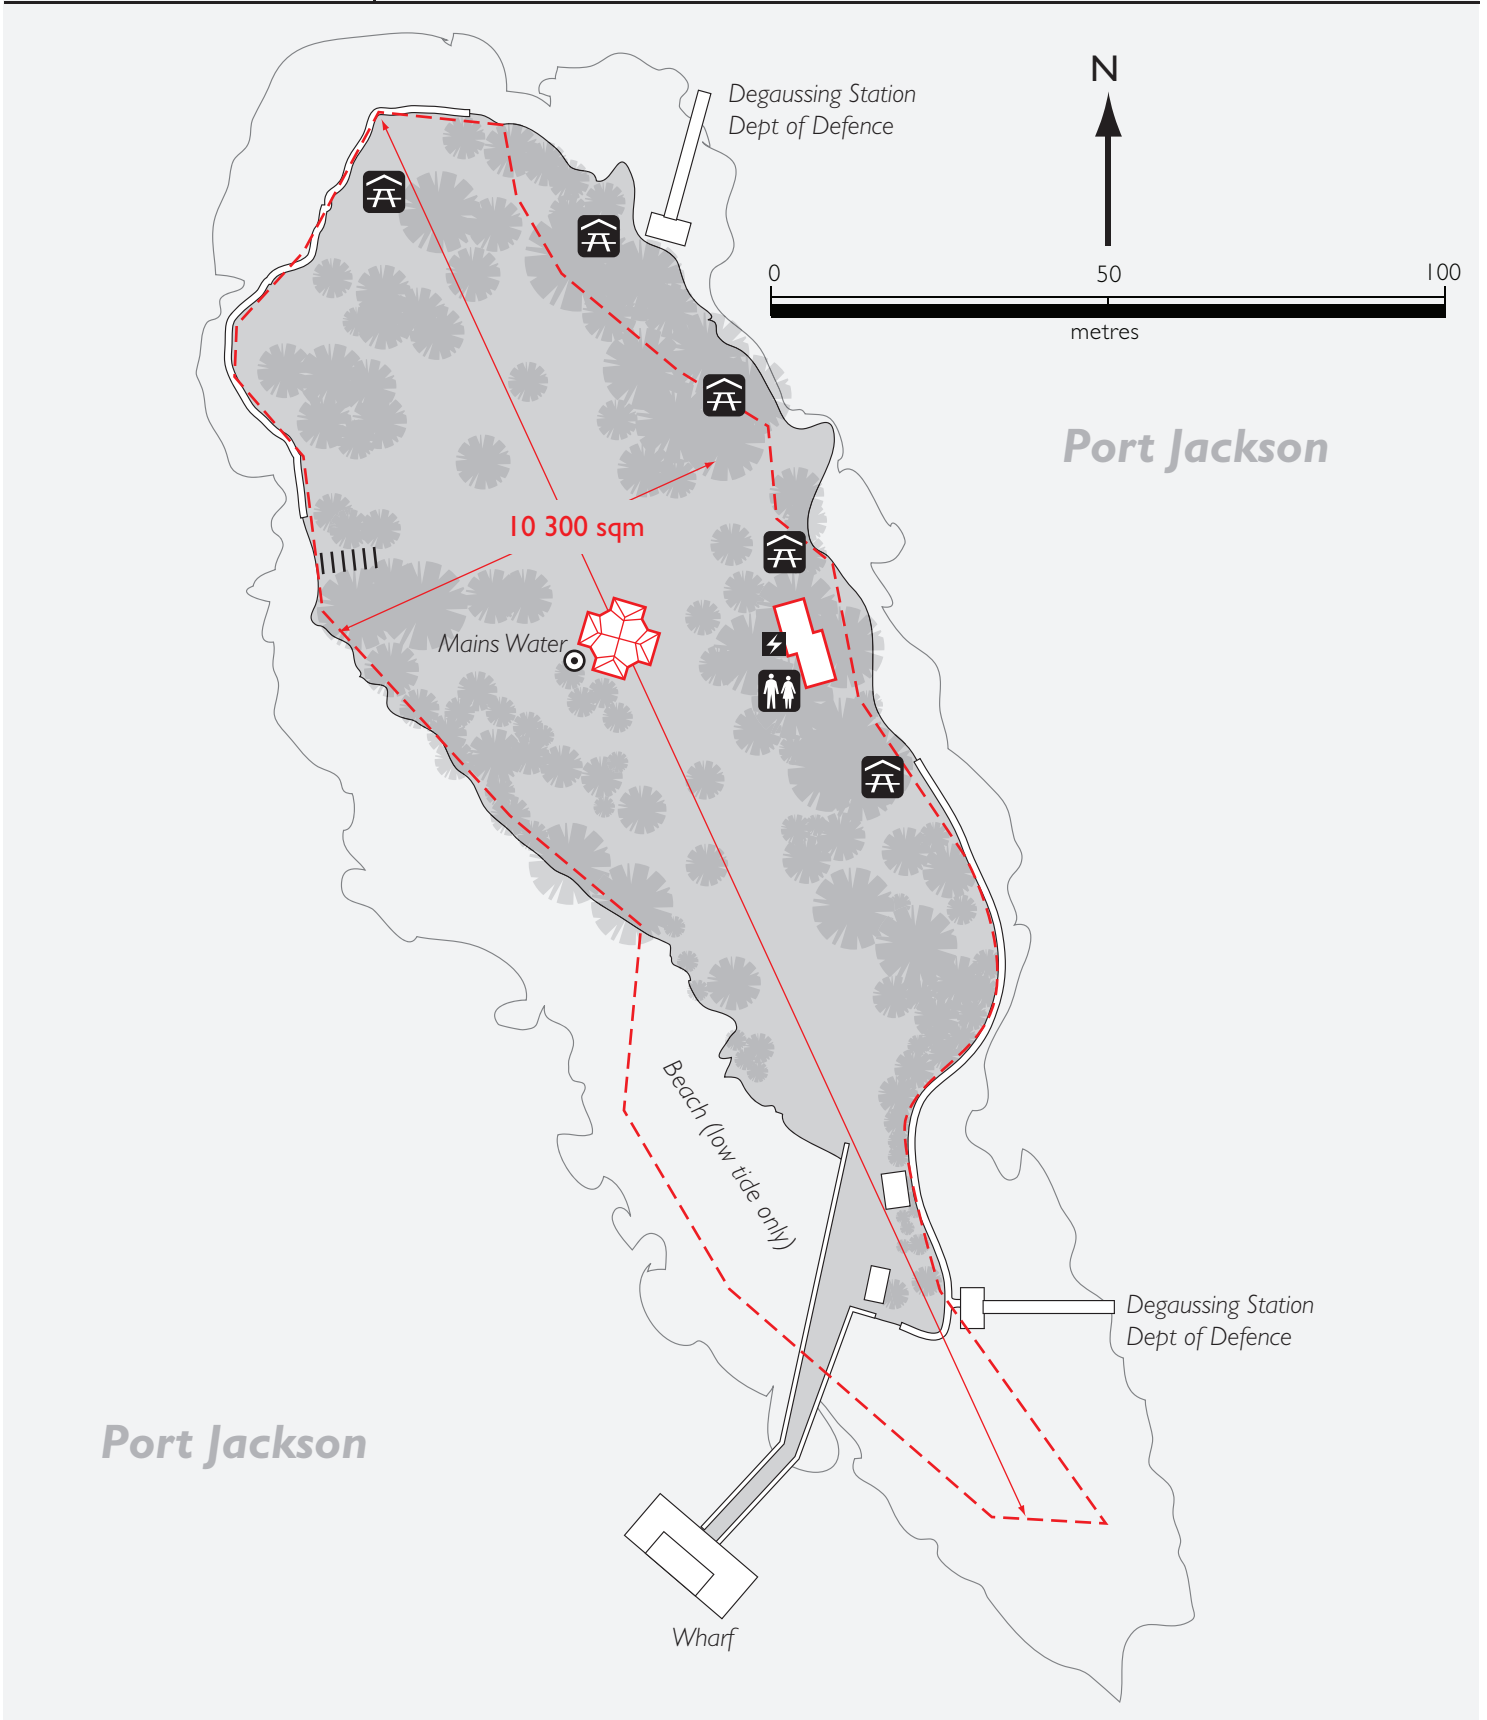 Degaussing Station
Dept of Defence
N
0 50 100
metres
Port Jackson
10 300 sqm
Mains Water
Beach (low tide only)
Degaussing Station
Dept of Defence
Port Jackson
Wharf